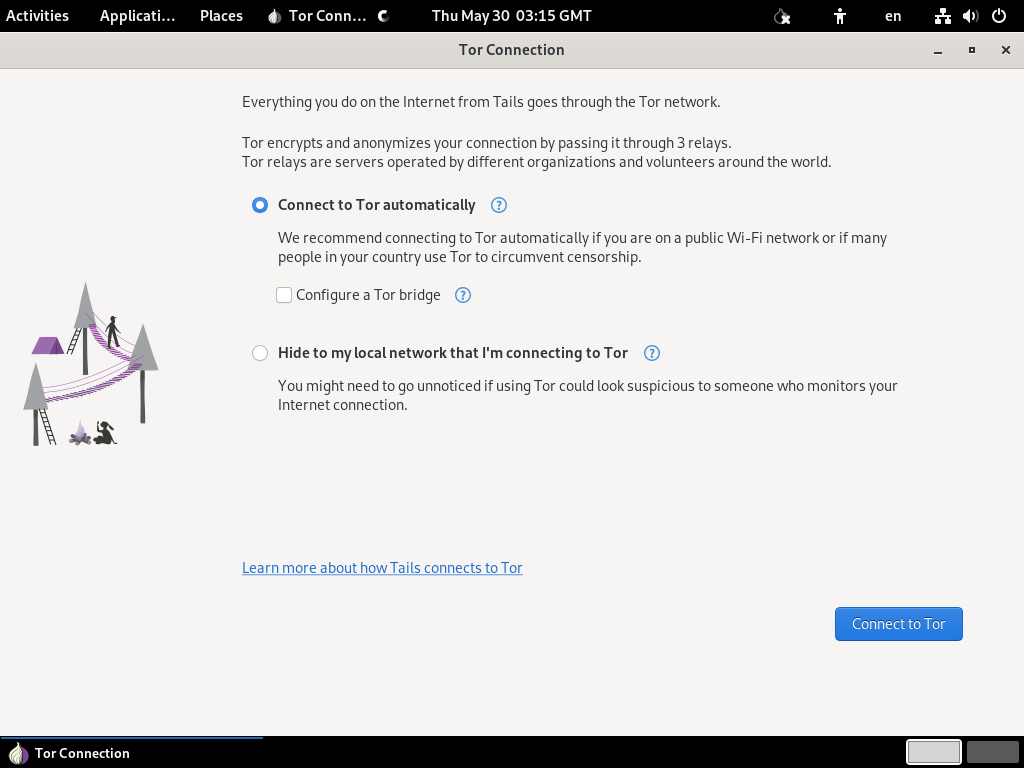 Activities Applicati... Places Tor Conn... Thu May 30 03:15 GMT en
Tor Connection
Everything you do on the Internet from Tails goes through the Tor network.
Tor encrypts and anonymizes your connection by passing it through 3 relays.
Tor relays are servers operated by different organizations and volunteers around the world.
Connect to Tor automatically ?
We recommend connecting to Tor automatically if you are on a public Wi-Fi network or if many
people in your country use Tor to circumvent censorship.
Configure a Tor bridge ?
Hide to my local network that I'm connecting to Tor ?
You might need to go unnoticed if using Tor could look suspicious to someone who monitors your
Internet connection.
Learn more about how Tails connects to Tor
Connect to Tor
Tor Connection